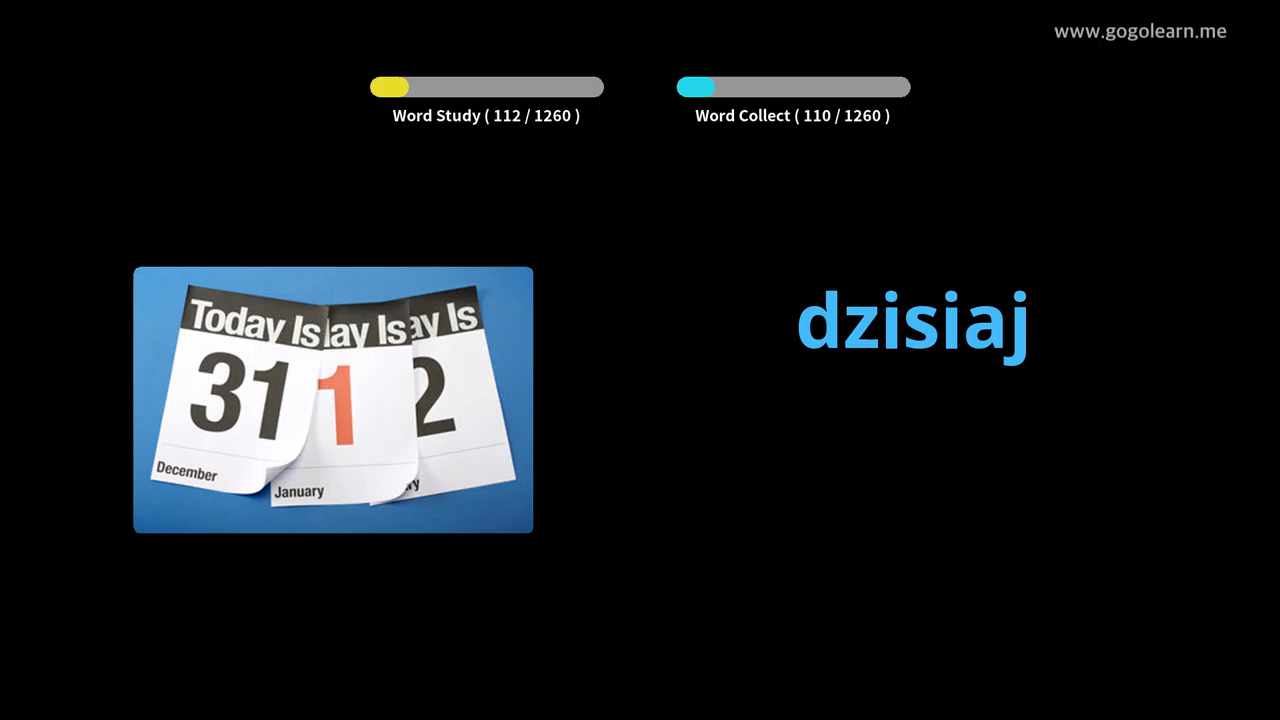 www.gogolearn.me
Word Study ( 112 / 1260 )
Word Collect ( 110 / 1260 )
dzisiaj
Today Is
ay Is
ay Is
31
1
2
December
January
ry